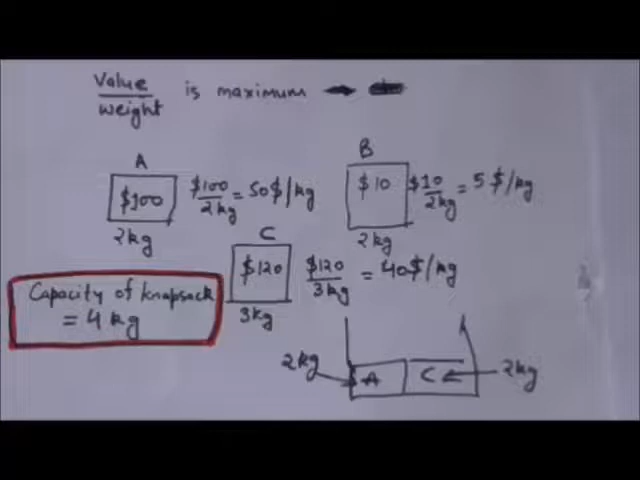 Value
weight
is maximum
A
$100
$100
2kg
= 50$/kg
2kg
B
$10
$10
2kg
= 5$/kg
2kg
C
$120
$120
3kg
= 40$/kg
3kg
Capacity of knapsack
= 4 kg
2kg
A
C
2kg